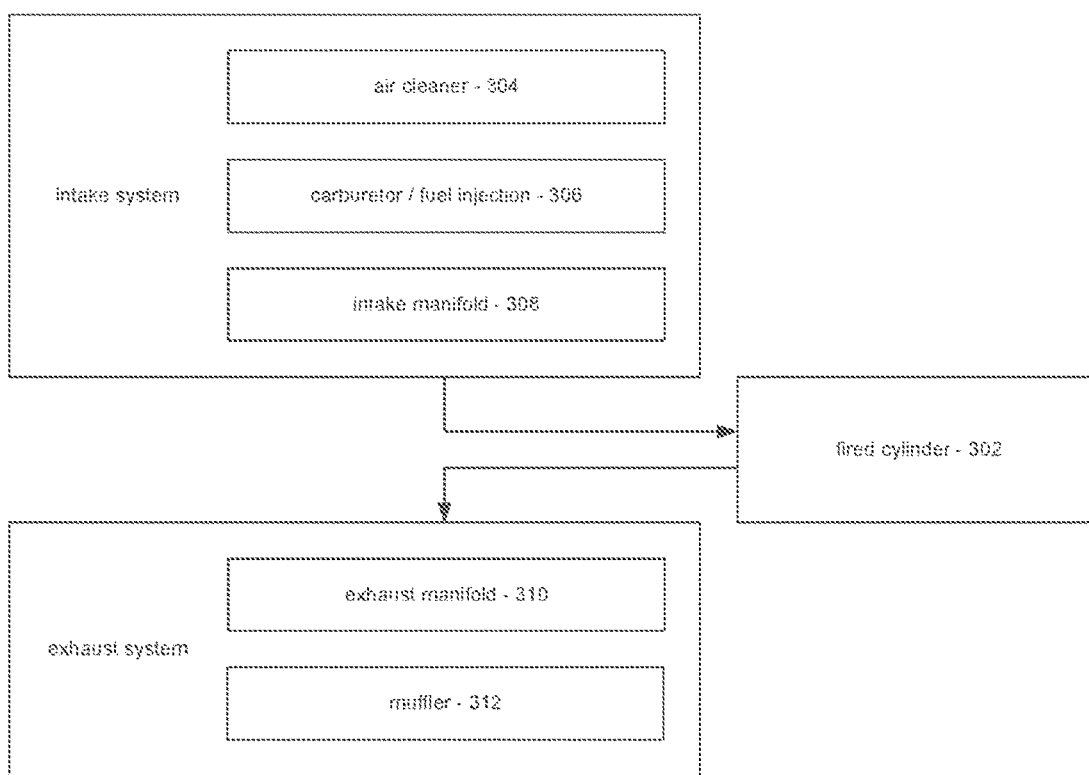 air cleaner - 304
intake system
carburetor / fuel injection - 306
intake manifold - 308
fired cylinder - 302
exhaust manifold - 310
exhaust system
muffler - 312